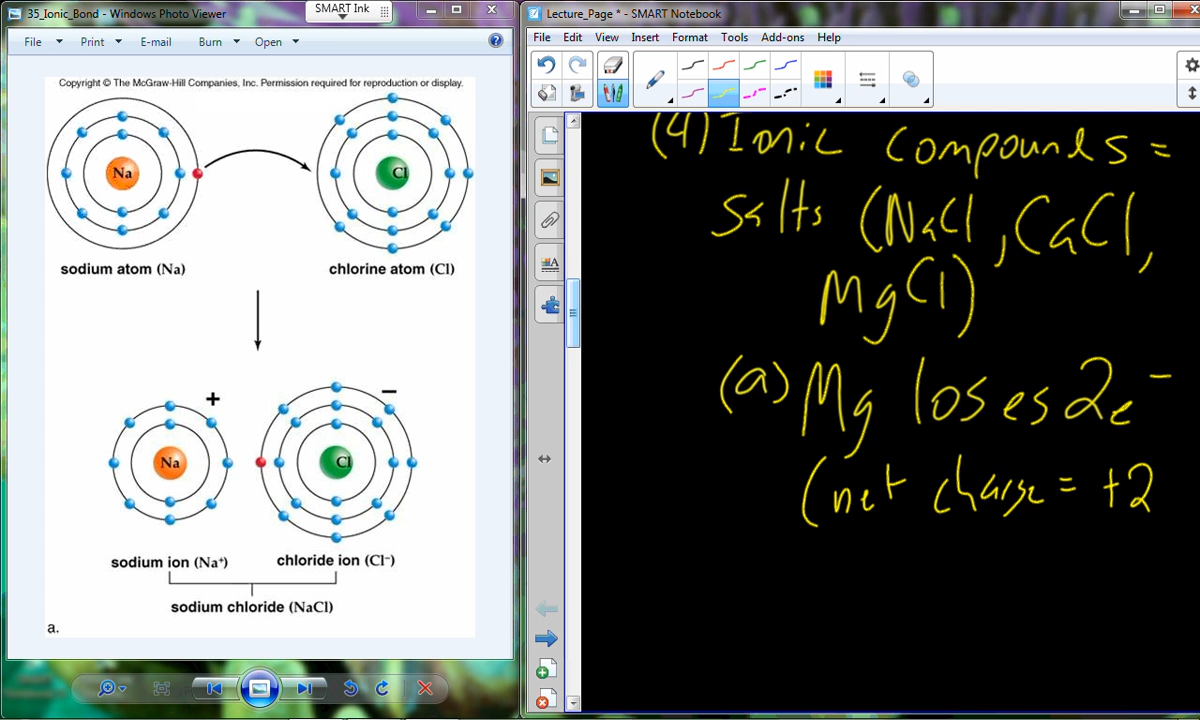 35_Ionic_Bond - Windows Photo Viewer
SMART Ink
File Print E-mail Burn Open
Copyright © The McGraw-Hill Companies, Inc. Permission required for reproduction or display.
Na
Cl
sodium atom (Na)
chlorine atom (Cl)
+
−
Na
Cl
sodium ion (Na⁺)
chloride ion (Cl⁻)
sodium chloride (NaCl)
a.
Lecture_Page * - SMART Notebook
File Edit View Insert Format Tools Add-ons Help
(4) Ionic compounds =
salts (NaCl, CaCl,
MgCl)
(a) Mg loses 2e⁻
(net charge = +2